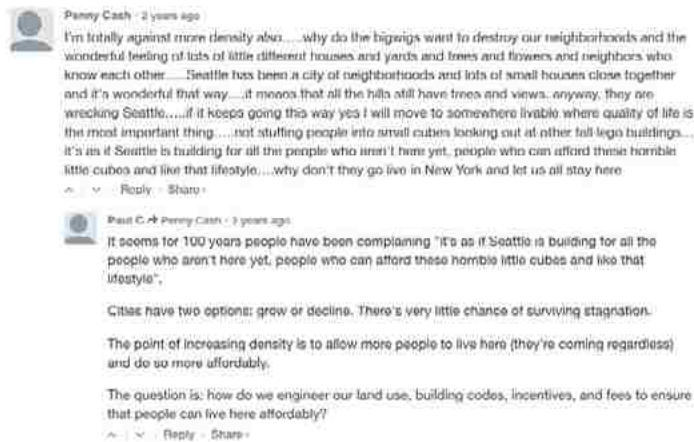 Penny Cash · 2 years ago
I'm totally against more density also.....why do the bigwigs want to destroy our neighborhoods and the
wonderful feeling of lots of little different houses and yards and trees and flowers and neighbors who
know each other.....Seattle has been a city of neighborhoods and lots of small houses close together
and it's wonderful that way....it means that all the hills still have trees and views. anyway, they are
wrecking Seattle.....if it keeps going this way yes I will move to somewhere livable where quality of life is
the most important thing.....not stuffing people into small cubes looking out at other tall lego buildings...
it's as if Seattle is building for all the people who aren't here yet, people who can afford these horrible
little cubes and like that lifestyle....why don't they go live in New York and let us all stay here
Reply · Share ›
Paul C → Penny Cash · years ago
It seems for 100 years people have been complaining "it's as if Seattle is building for all the
people who aren't here yet, people who can afford these horrible little cubes and like that
lifestyle".
Cities have two options: grow or decline. There's very little chance of surviving stagnation.
The point of increasing density is to allow more people to live here (they're coming regardless)
and do so more affordably.
The question is: how do we engineer our land use, building codes, incentives, and fees to ensure
that people can live here affordably?
Reply · Share ›